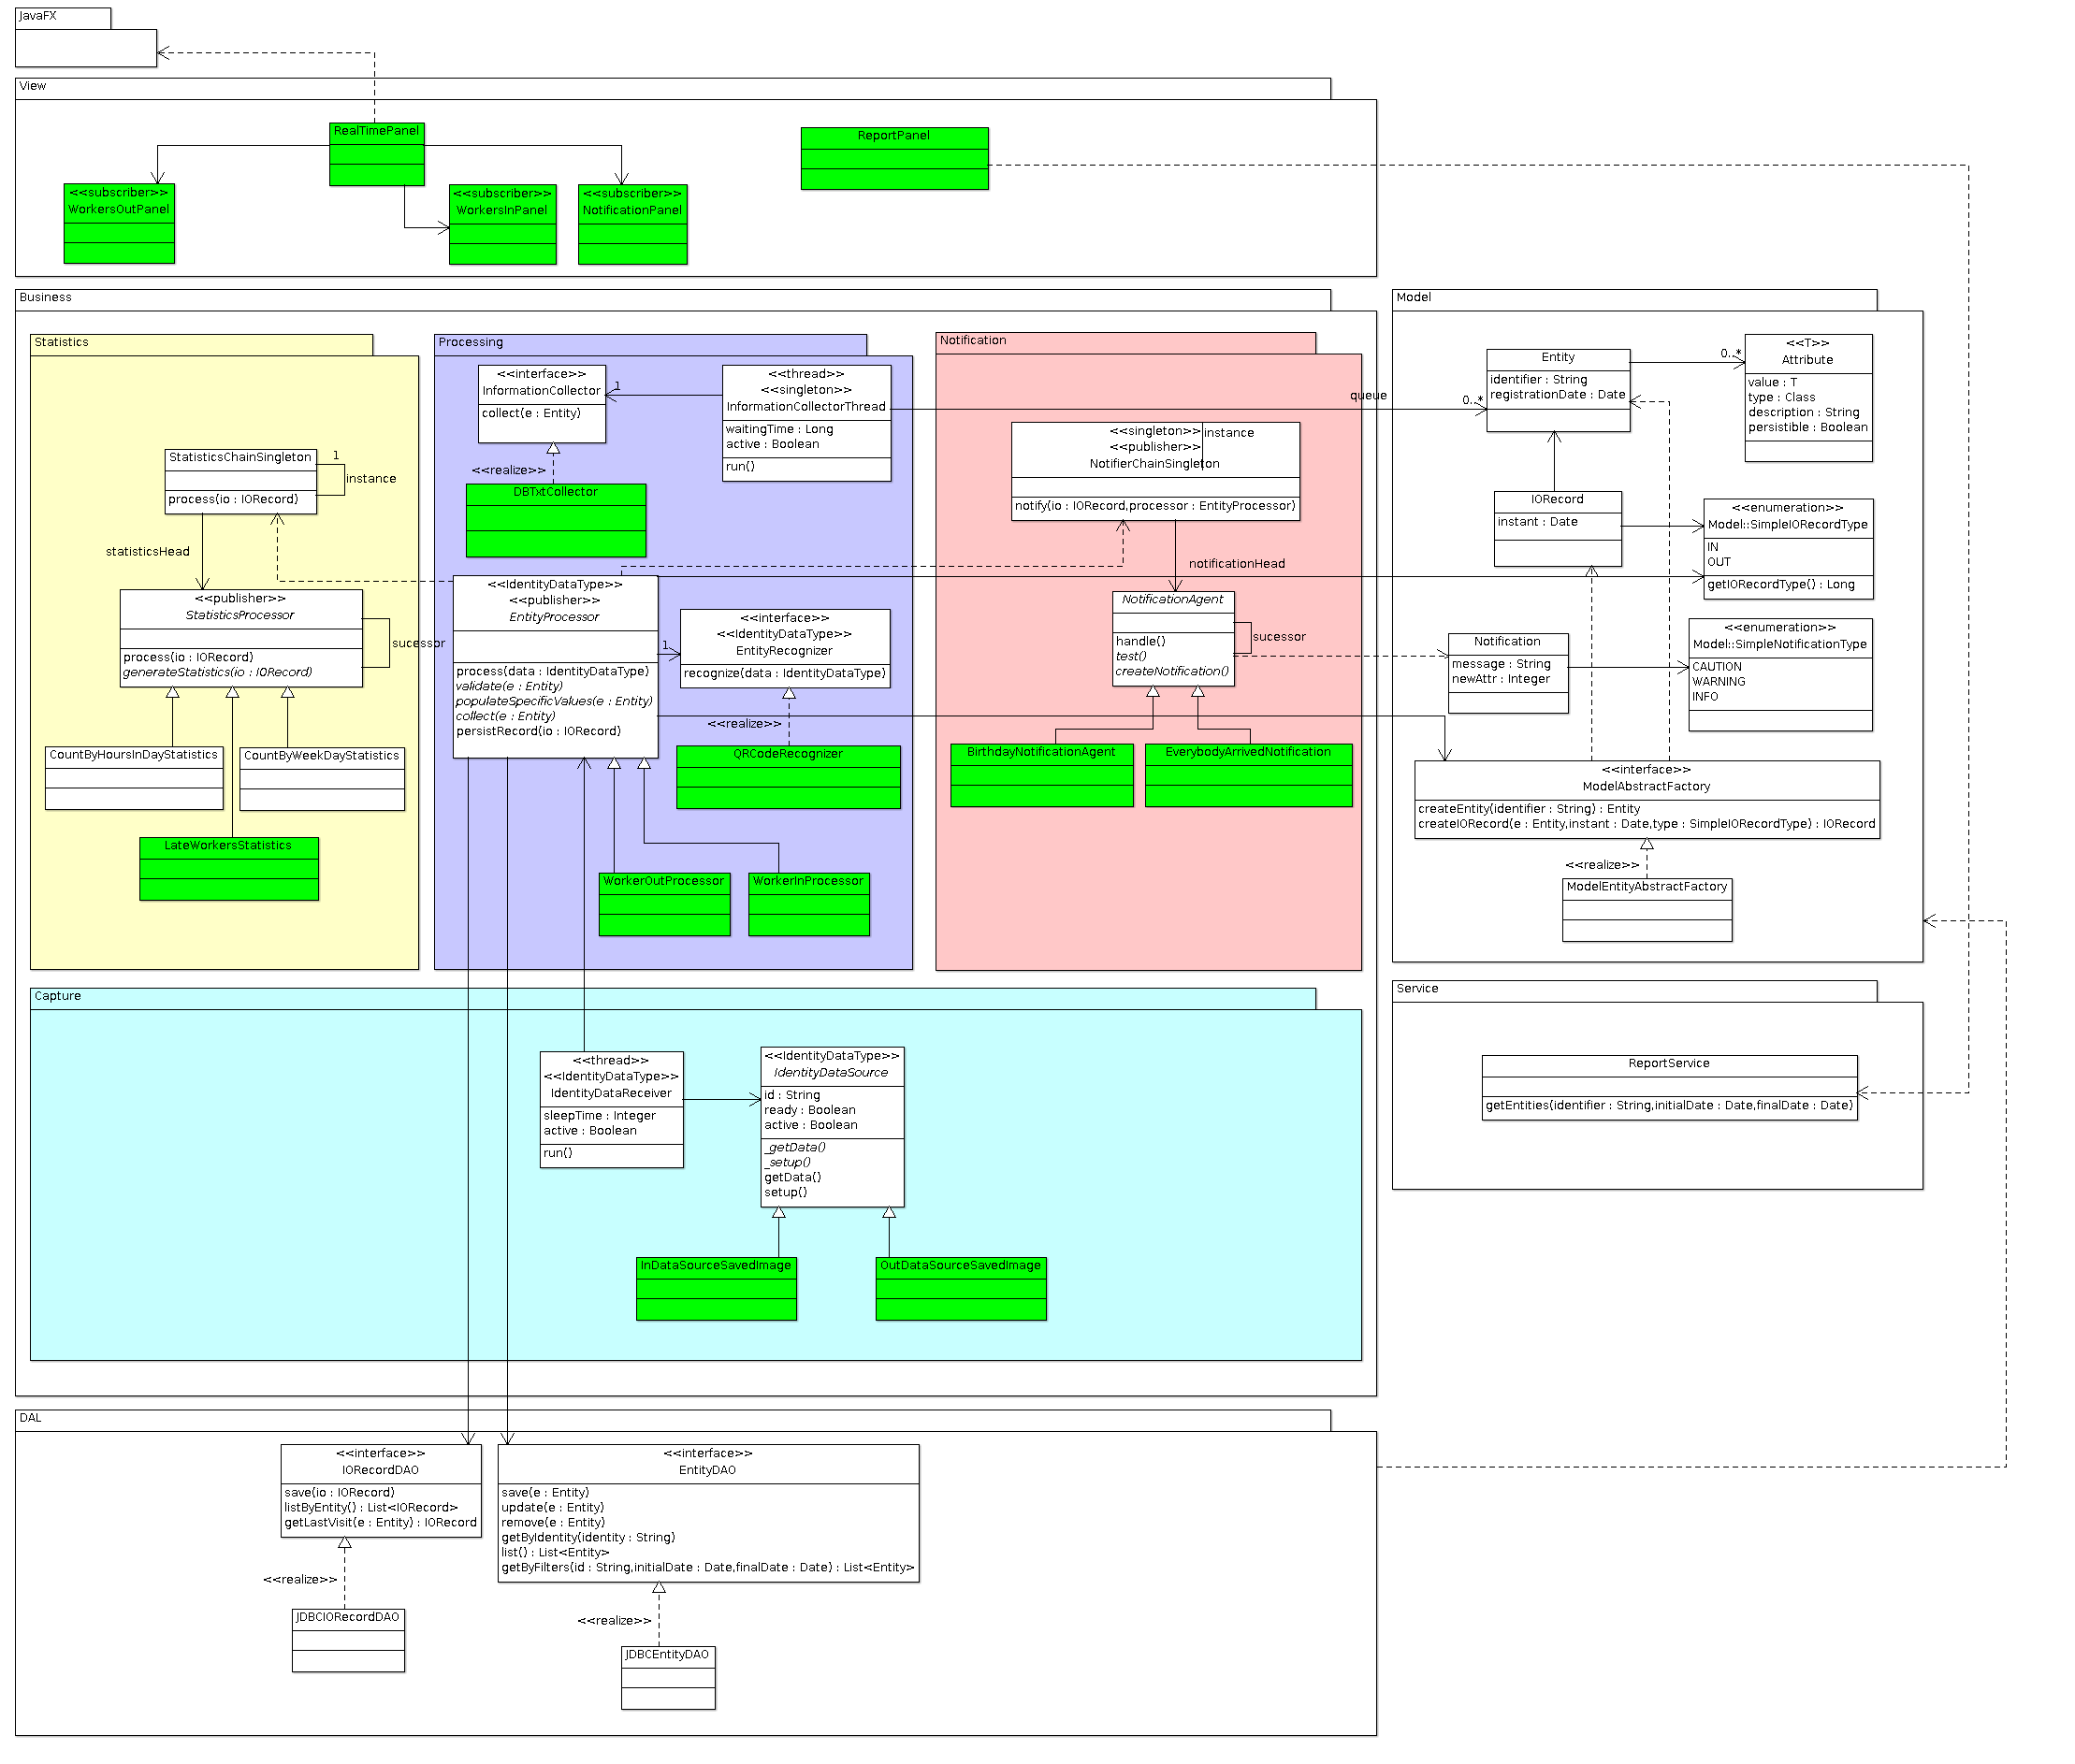 JavaFX
View
RealTimePanel
ReportPanel
<<subscriber>>
WorkersOutPanel
<<subscriber>>
WorkersInPanel
<<subscriber>>
NotificationPanel
Business
Statistics
StatisticsChainSingleton
process(io : IORecord)
1
instance
statisticsHead
<<publisher>>
StatisticsProcessor
process(io : IORecord)
generateStatistics(io : IORecord)
sucessor
CountByHoursInDayStatistics
CountByWeekDayStatistics
LateWorkersStatistics
Processing
<<interface>>
InformationCollector
collect(e : Entity)
1
<<thread>>
<<singleton>>
InformationCollectorThread
waitingTime : Long
active : Boolean
run()
<<realize>>
DBTxtCollector
<<IdentityDataType>>
<<publisher>>
EntityProcessor
process(data : IdentityDataType)
validate(e : Entity)
populateSpecificValues(e : Entity)
collect(e : Entity)
persistRecord(io : IORecord)
1
<<interface>>
<<IdentityDataType>>
EntityRecognizer
recognize(data : IdentityDataType)
<<realize>>
QRCodeRecognizer
WorkerOutProcessor
WorkerInProcessor
Notification
queue
0..*
<<singleton>>
<<publisher>>
NotifierChainSingleton
instance
notify(io : IORecord,processor : EntityProcessor)
notificationHead
NotificationAgent
handle()
test()
createNotification()
sucessor
BirthdayNotificationAgent
EverybodyArrivedNotification
Model
Entity
identifier : String
registrationDate : Date
0..*
<<T>>
Attribute
value : T
type : Class
description : String
persistible : Boolean
IORecord
instant : Date
<<enumeration>>
Model::SimpleIORecordType
IN
OUT
getIORecordType() : Long
Notification
message : String
newAttr : Integer
<<enumeration>>
Model::SimpleNotificationType
CAUTION
WARNING
INFO
<<interface>>
ModelAbstractFactory
createEntity(identifier : String) : Entity
createIORecord(e : Entity,instant : Date,type : SimpleIORecordType) : IORecord
<<realize>>
ModelEntityAbstractFactory
Capture
<<thread>>
<<IdentityDataType>>
IdentityDataReceiver
sleepTime : Integer
active : Boolean
run()
<<IdentityDataType>>
IdentityDataSource
id : String
ready : Boolean
active : Boolean
_getData()
_setup()
getData()
setup()
InDataSourceSavedImage
OutDataSourceSavedImage
Service
ReportService
getEntities(identifier : String,initialDate : Date,finalDate : Date)
DAL
<<interface>>
IORecordDAO
save(io : IORecord)
listByEntity() : List<IORecord>
getLastVisit(e : Entity) : IORecord
<<realize>>
JDBCIORecordDAO
<<interface>>
EntityDAO
save(e : Entity)
update(e : Entity)
remove(e : Entity)
getByIdentity(identity : String)
list() : List<Entity>
getByFilters(id : String,initialDate : Date,finalDate : Date) : List<Entity>
<<realize>>
JDBCEntityDAO